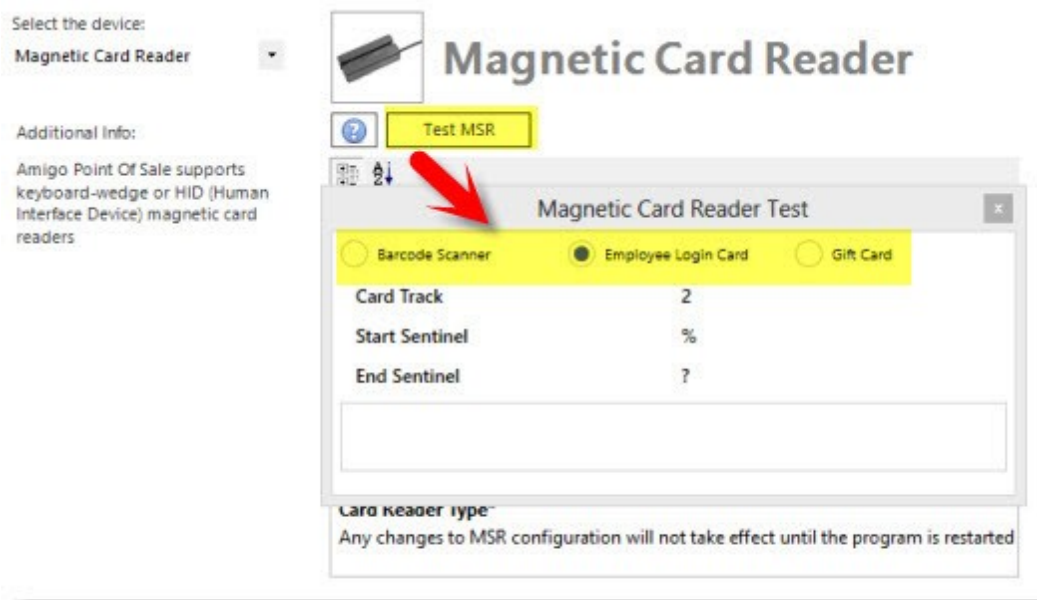 Select the device:
Magnetic Card Reader
Magnetic Card Reader
Additional Info:
Test MSR
Amigo Point Of Sale supports
keyboard-wedge or HID (Human
Interface Device) magnetic card
readers
Magnetic Card Reader Test
Barcode Scanner
Employee Login Card
Gift Card
Card Track 2
Start Sentinel %
End Sentinel ?
Card Reader Type*
Any changes to MSR configuration will not take effect until the program is restarted